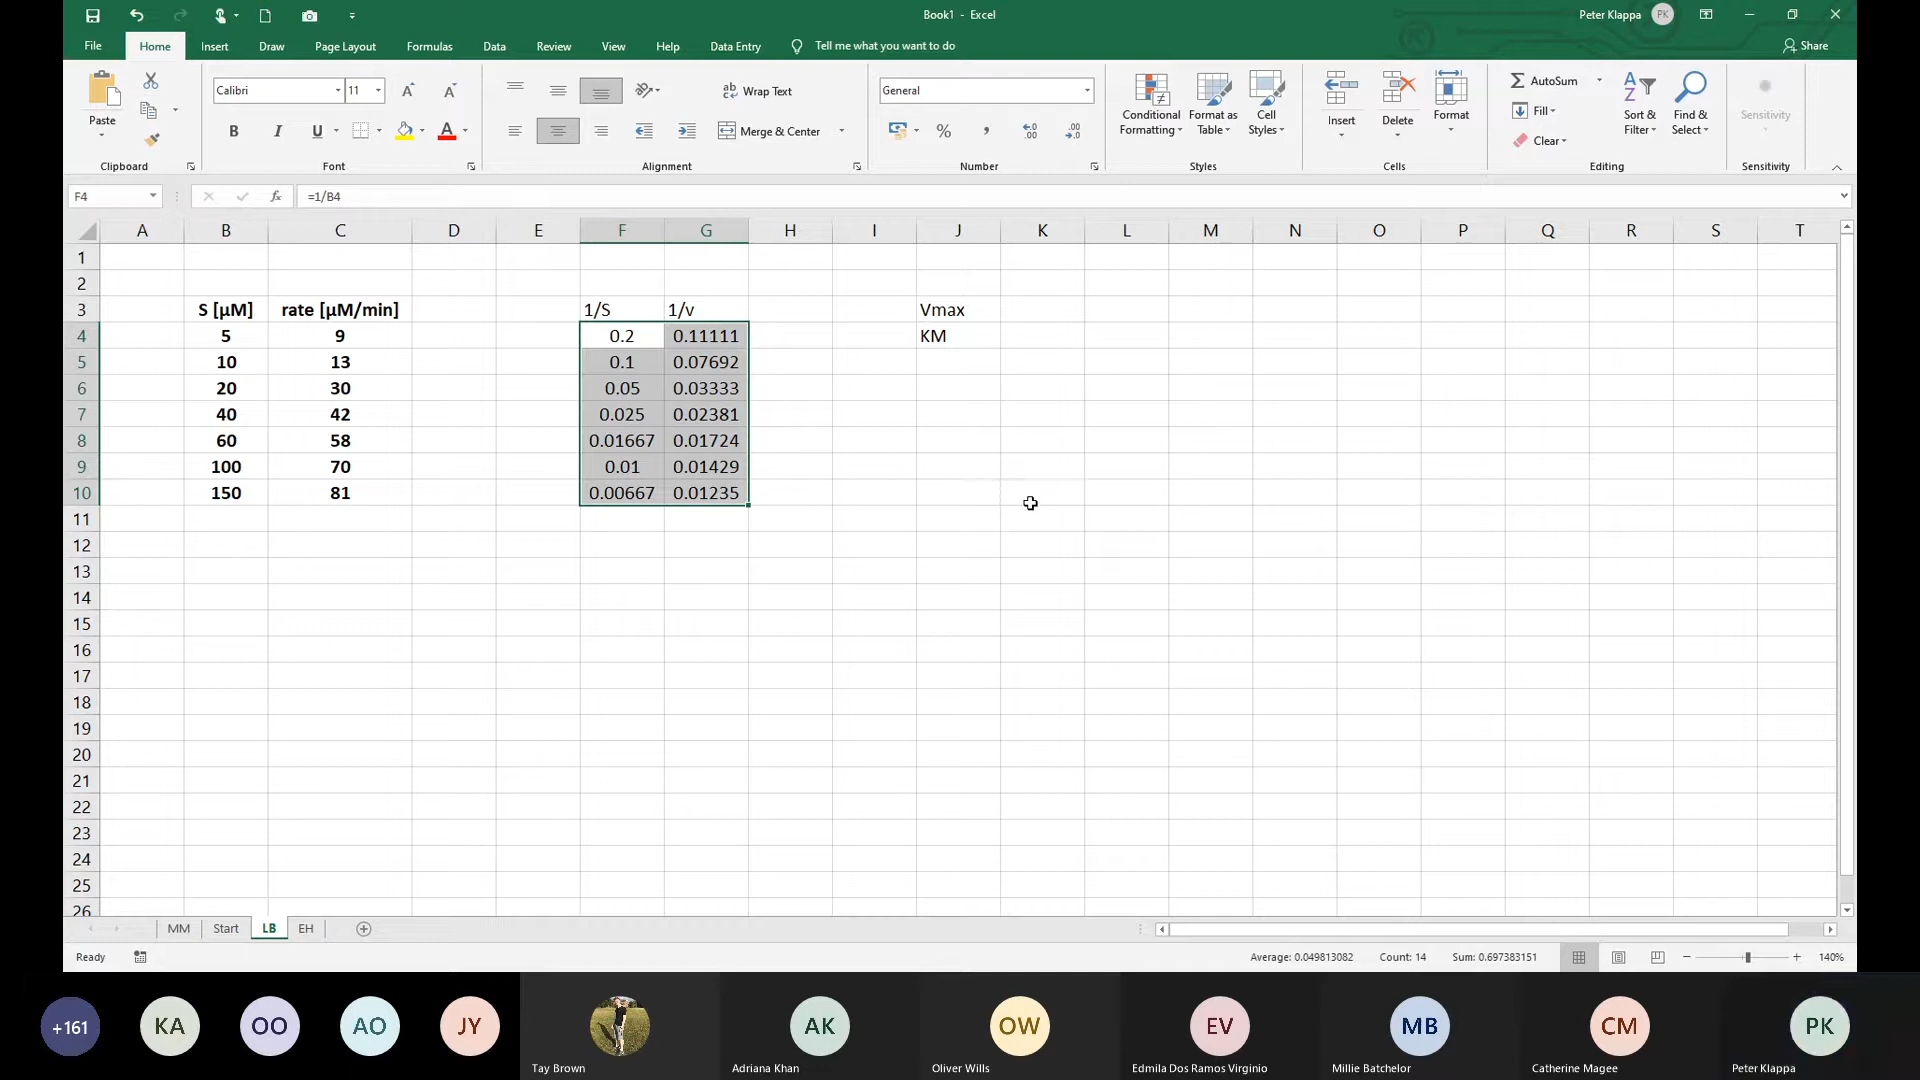 Book1 - Excel
Peter Klappa PK
File Home Insert Draw Page Layout Formulas Data Review View Help Data Entry Tell me what you want to do Share
Paste
Clipboard
Calibri 11
B I U A
Font
Wrap Text
Merge & Center
Alignment
General
Number
Conditional Formatting
Format as Table
Cell Styles
Styles
Insert Delete Format
Cells
AutoSum
Fill
Clear
Sort & Filter
Find & Select
Editing
Sensitivity
Sensitivity
F4 fx =1/B4
A B C D E F G H I J K L M N O P Q R S T
1
2
3 S [µM] rate [µM/min] 1/S 1/v Vmax
4 5 9 0.2 0.11111 KM
5 10 13 0.1 0.07692
6 20 30 0.05 0.03333
7 40 42 0.025 0.02381
8 60 58 0.01667 0.01724
9 100 70 0.01 0.01429
10 150 81 0.00667 0.01235
11
12
13
14
15
16
17
18
19
20
21
22
23
24
25
26
MM Start LB EH
Ready Average: 0.049813082 Count: 14 Sum: 0.697383151 140%
+161 KA OO AO JY AK OW EV MB CM PK
Tay Brown Adriana Khan Oliver Wills Edmila Dos Ramos Virginio Millie Batchelor Catherine Magee Peter Klappa